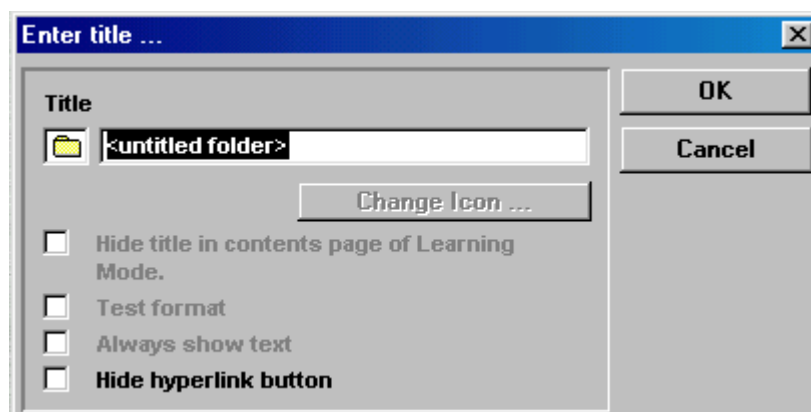 Enter title ...
Title
OK
<untitled folder>
Cancel
Change Icon ...
Hide title in contents page of Learning
Mode.
Test format
Always show text
Hide hyperlink button